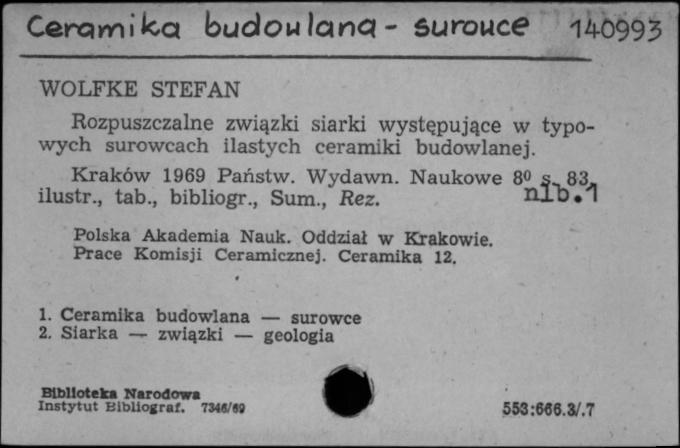 Ceramika budowlana - surowce 140993
WOLFKE STEFAN
Rozpuszczalne związki siarki występujące w typo-
wych surowcach ilastych ceramiki budowlanej.
Kraków 1969 Państw. Wydawn. Naukowe 8⁰ s. 83,
ilustr., tab., bibliogr., Sum., Rez. nlb.1
Polska Akademia Nauk. Oddział w Krakowie.
Prace Komisji Ceramicznej. Ceramika 12.
1. Ceramika budowlana — surowce
2. Siarka — związki — geologia
Biblioteka Narodowa
Instytut Bibliograf. 7346/69 553:666.3/.7